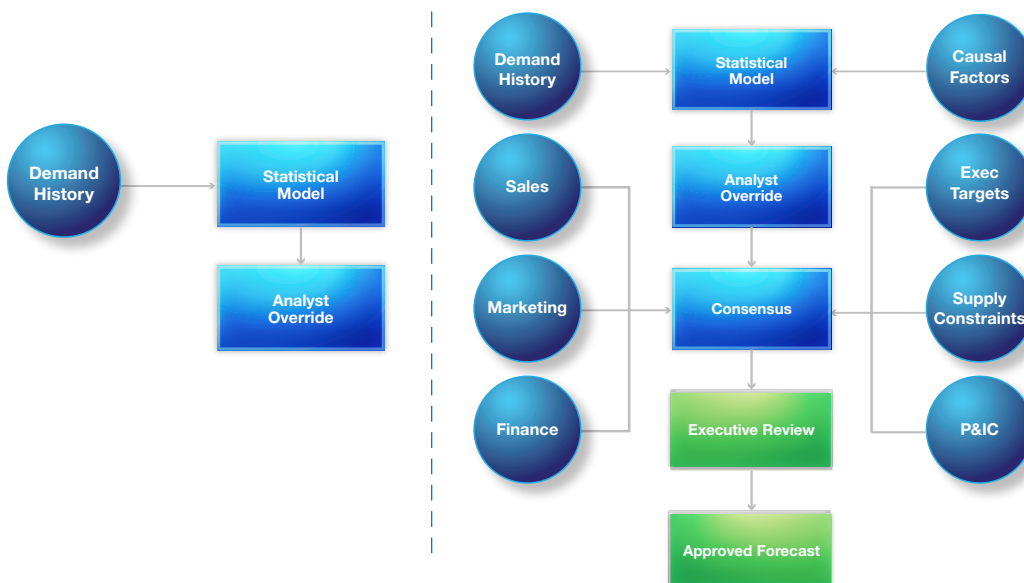 Demand
History
Statistical
Model
Analyst
Override
Demand
History
Statistical
Model
Causal
Factors
Sales
Analyst
Override
Exec
Targets
Marketing
Consensus
Supply
Constraints
Finance
Executive Review
P&IC
Approved Forecast